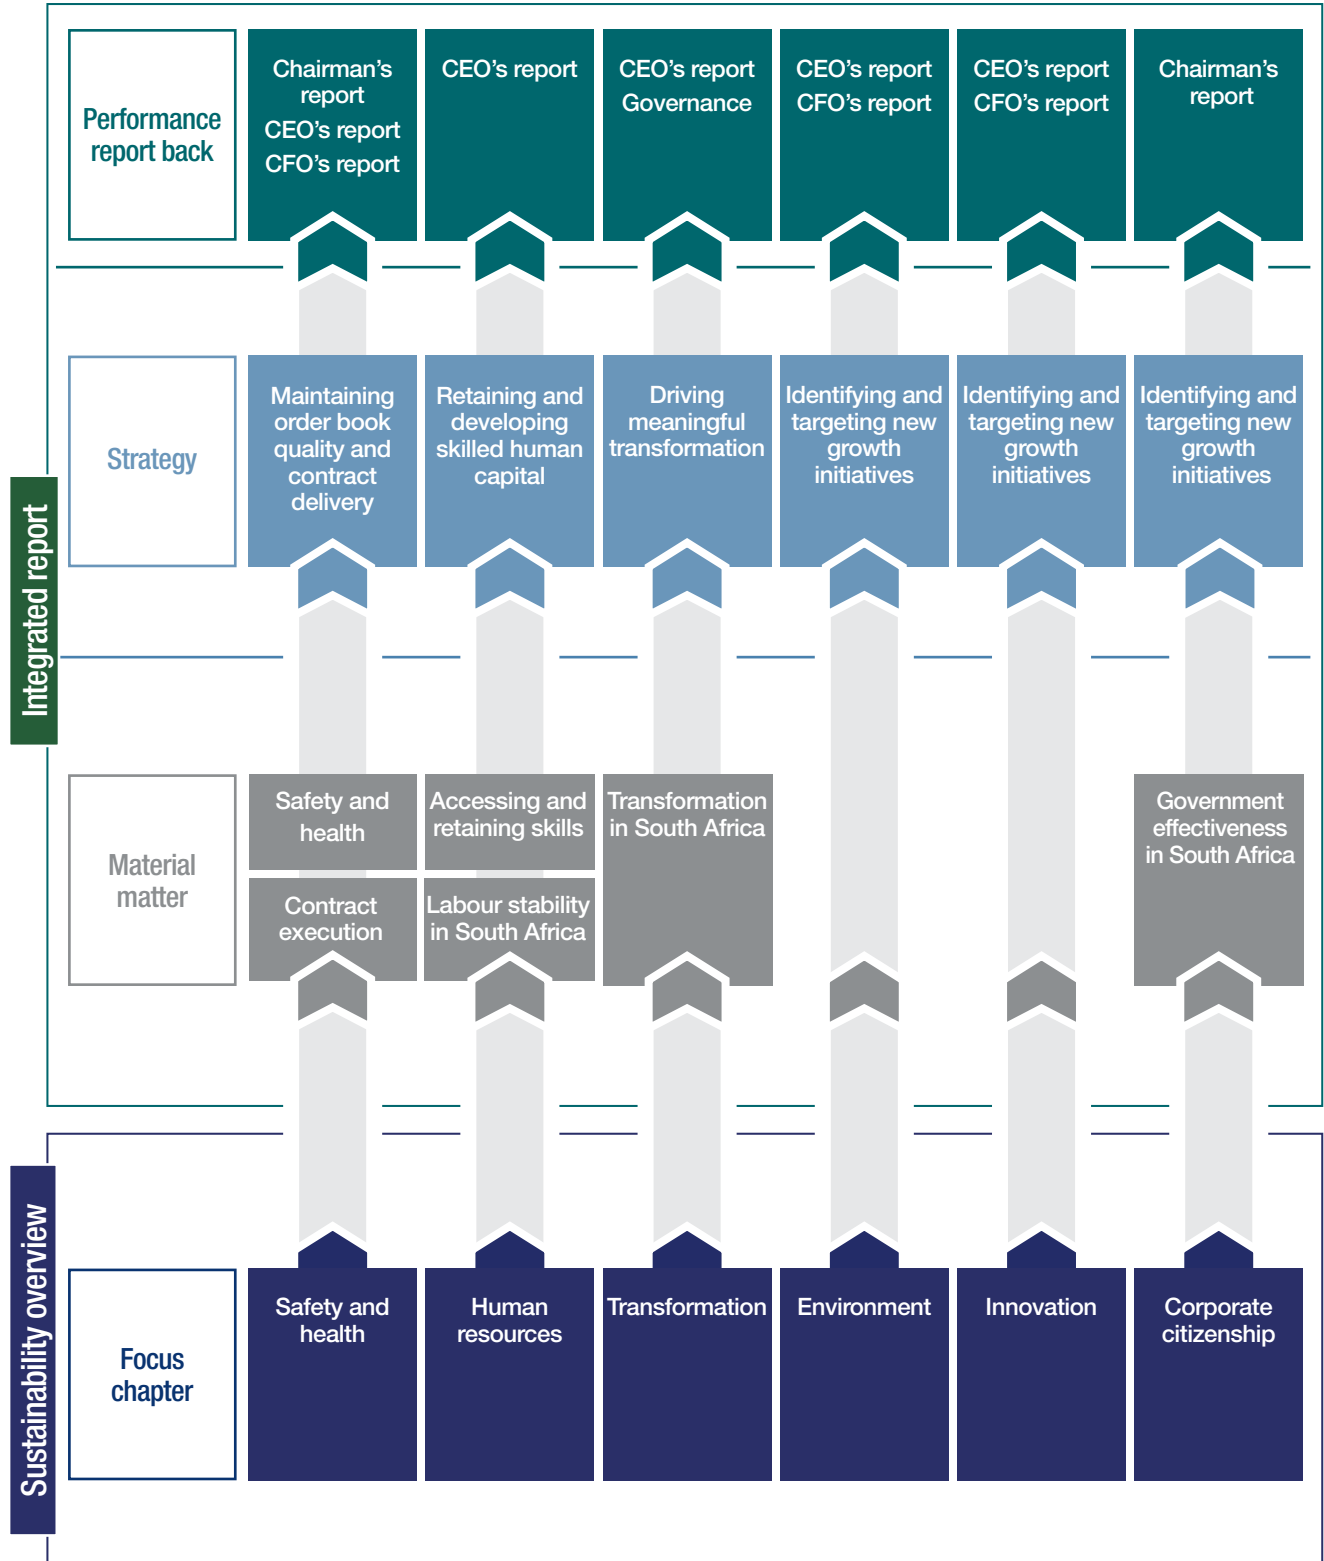 Integrated report
Performance
report back
Chairman's
report
CEO's report
CFO's report
CEO's report
CEO's report
Governance
CEO's report
CFO's report
CEO's report
CFO's report
Chairman's
report
Strategy
Maintaining
order book
quality and
contract
delivery
Retaining and
developing
skilled human
capital
Driving
meaningful
transformation
Identifying and
targeting new
growth
initiatives
Identifying and
targeting new
growth
initiatives
Identifying and
targeting new
growth
initiatives
Material
matter
Safety and
health
Contract
execution
Accessing and
retaining skills
Labour stability
in South Africa
Transformation
in South Africa
Government
effectiveness
in South Africa
Sustainability overview
Focus
chapter
Safety and
health
Human
resources
Transformation
Environment
Innovation
Corporate
citizenship